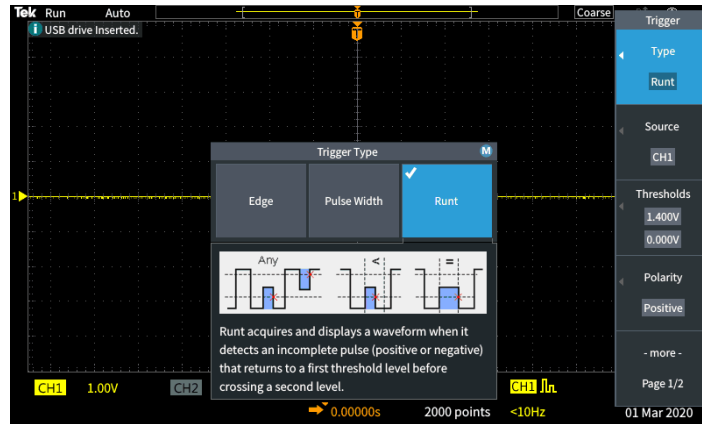 Tek Run Auto Coarse
T
i USB drive Inserted.
Trigger
Type
Runt
Source
CH1
Thresholds
1.400V
0.000V
Polarity
Positive
- more -
Page 1/2
1
Trigger Type M
Edge Pulse Width Runt
Any < =
Runt acquires and displays a waveform when it
detects an incomplete pulse (positive or negative)
that returns to a first threshold level before
crossing a second level.
CH1 1.00V CH2 CH1
0.00000s 2000 points <10Hz 01 Mar 2020